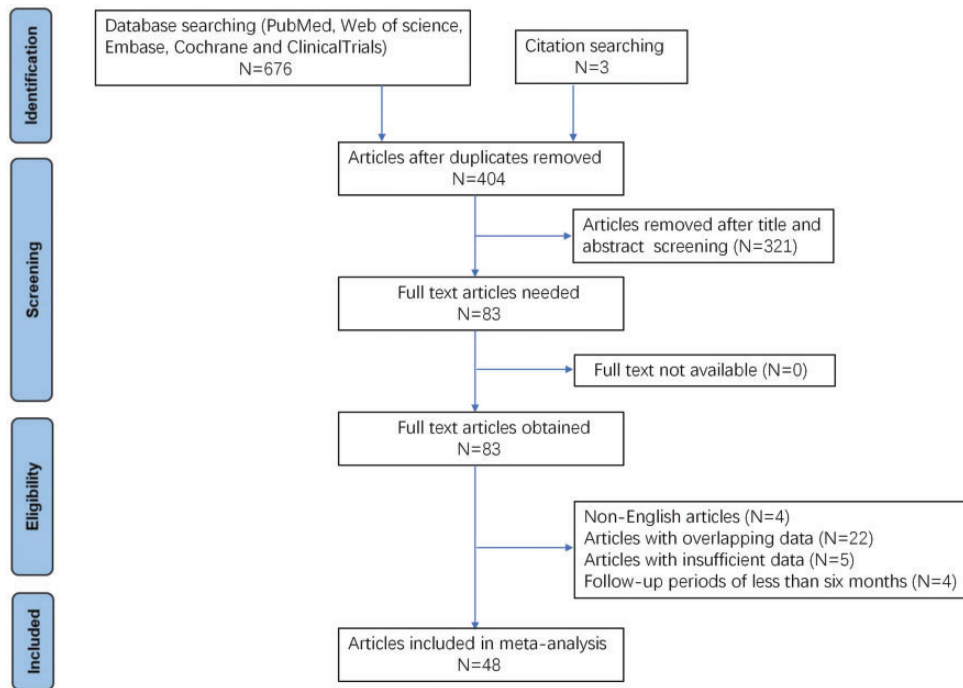 Identification
Database searching (PubMed, Web of science,
Embase, Cochrane and ClinicalTrials)
N=676
Citation searching
N=3
Screening
Articles after duplicates removed
N=404
Articles removed after title and
abstract screening (N=321)
Full text articles needed
N=83
Full text not available (N=0)
Eligibility
Full text articles obtained
N=83
Non-English articles (N=4)
Articles with overlapping data (N=22)
Articles with insufficient data (N=5)
Follow-up periods of less than six months (N=4)
Included
Articles included in meta-analysis
N=48